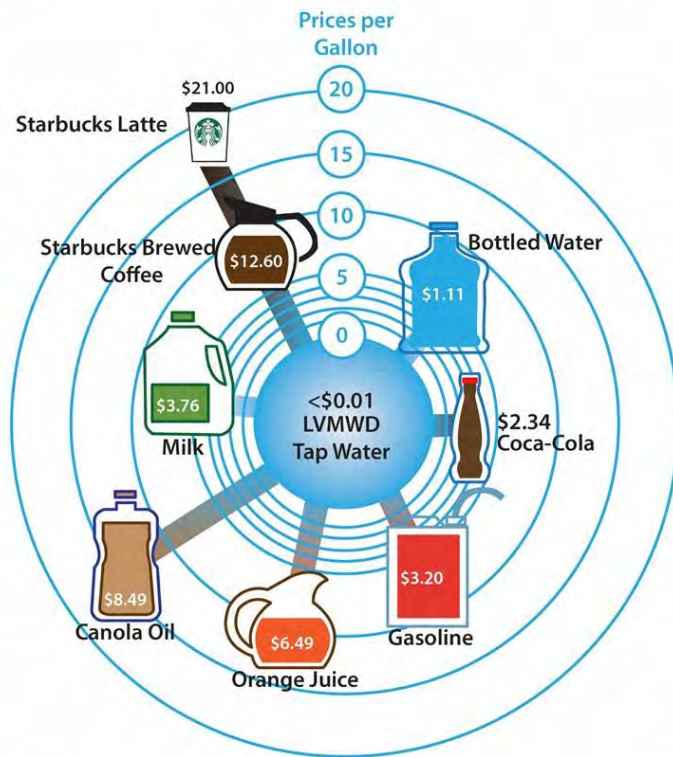 Prices per
Gallon
20
15
10
5
0
$21.00
Starbucks Latte
Starbucks Brewed
Coffee
$12.60
Bottled Water
$1.11
$3.76
Milk
<$0.01
LVMWD
Tap Water
$2.34
Coca-Cola
$8.49
Canola Oil
$6.49
Orange Juice
$3.20
Gasoline